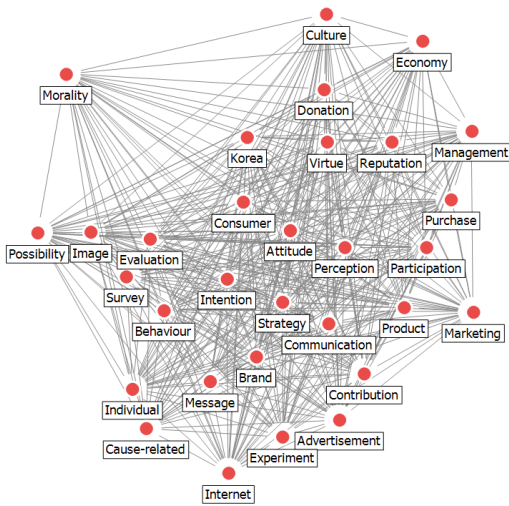 Culture
Economy
Morality
Donation
Korea
Virtue
Reputation
Management
Consumer
Purchase
Possibility
Image
Evaluation
Attitude
Perception
Participation
Survey
Intention
Strategy
Product
Marketing
Behaviour
Communication
Brand
Contribution
Individual
Message
Cause-related
Advertisement
Experiment
Internet